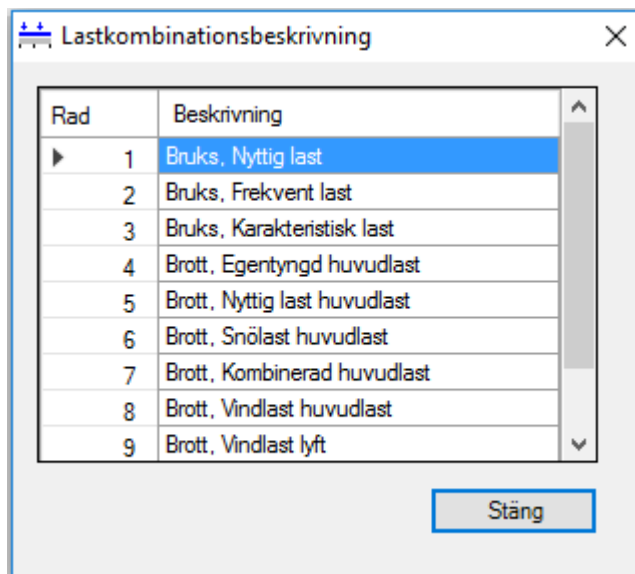 Lastkombinationsbeskrivning
Rad Beskrivning
1 Bruks, Nyttig last
2 Bruks, Frekvent last
3 Bruks, Karakteristisk last
4 Brott, Egentyngd huvudlast
5 Brott, Nyttig last huvudlast
6 Brott, Snölast huvudlast
7 Brott, Kombinerad huvudlast
8 Brott, Vindlast huvudlast
9 Brott, Vindlast lyft
Stäng